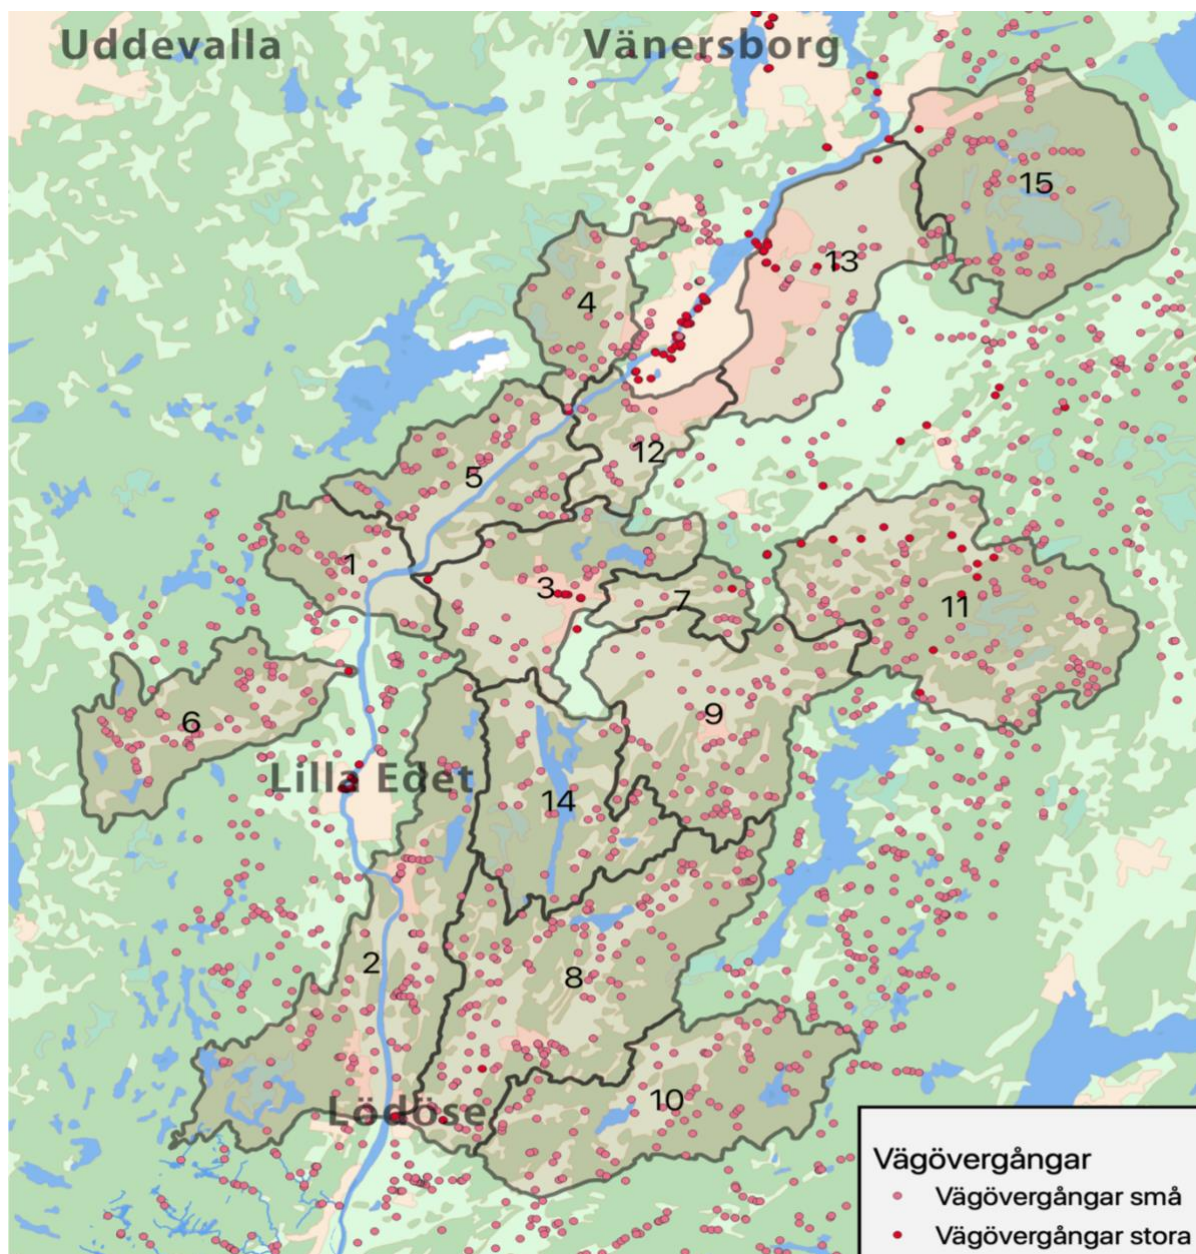 Uddevalla
Vänersborg
15
13
4
12
5
1
3
7
11
6
9
Lilla Edet
14
2
8
10
Lödöse
Vägövergångar
Vägövergångar små
Vägövergångar stora